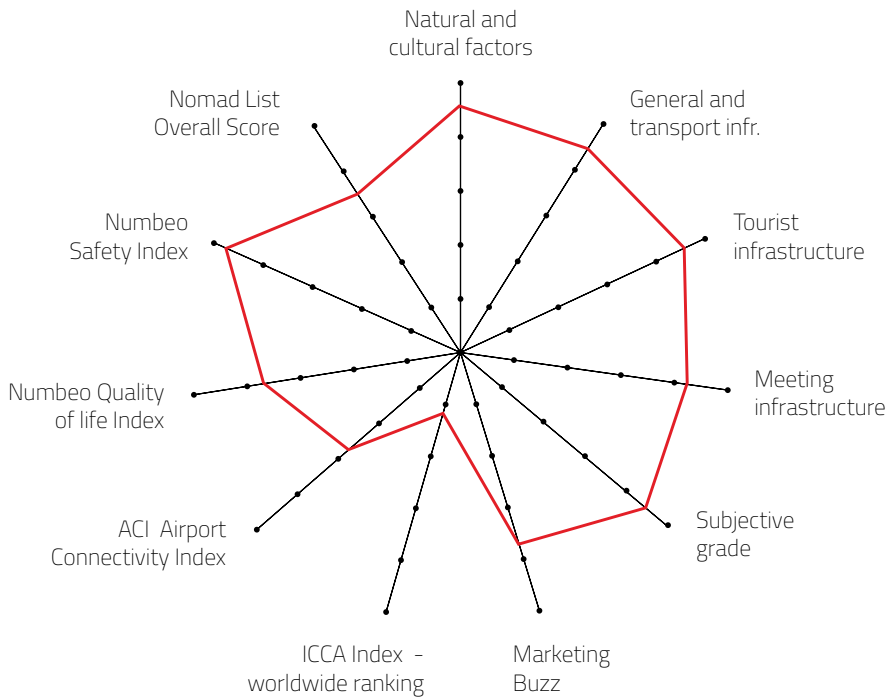 Natural and
cultural factors
General and
transport infr.
Tourist
infrastructure
Meeting
infrastructure
Subjective
grade
Marketing
Buzz
ICCA Index -
worldwide ranking
ACI Airport
Connectivity Index
Numbeo Quality
of life Index
Numbeo
Safety Index
Nomad List
Overall Score